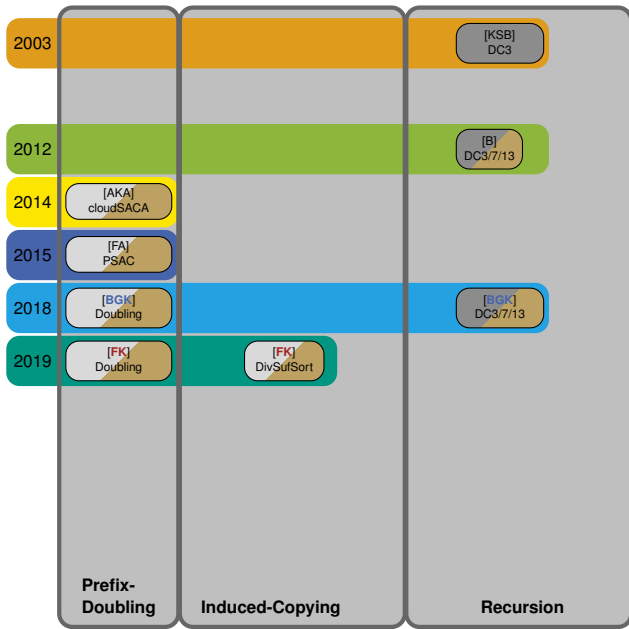 2003
[KSB]
DC3
2012
[B]
DC3/7/13
2014
[AKA]
cloudSACA
2015
[FA]
PSAC
2018
[BGK]
Doubling
[BGK]
DC3/7/13
2019
[FK]
Doubling
[FK]
DivSufSort
Prefix-
Doubling
Induced-Copying
Recursion